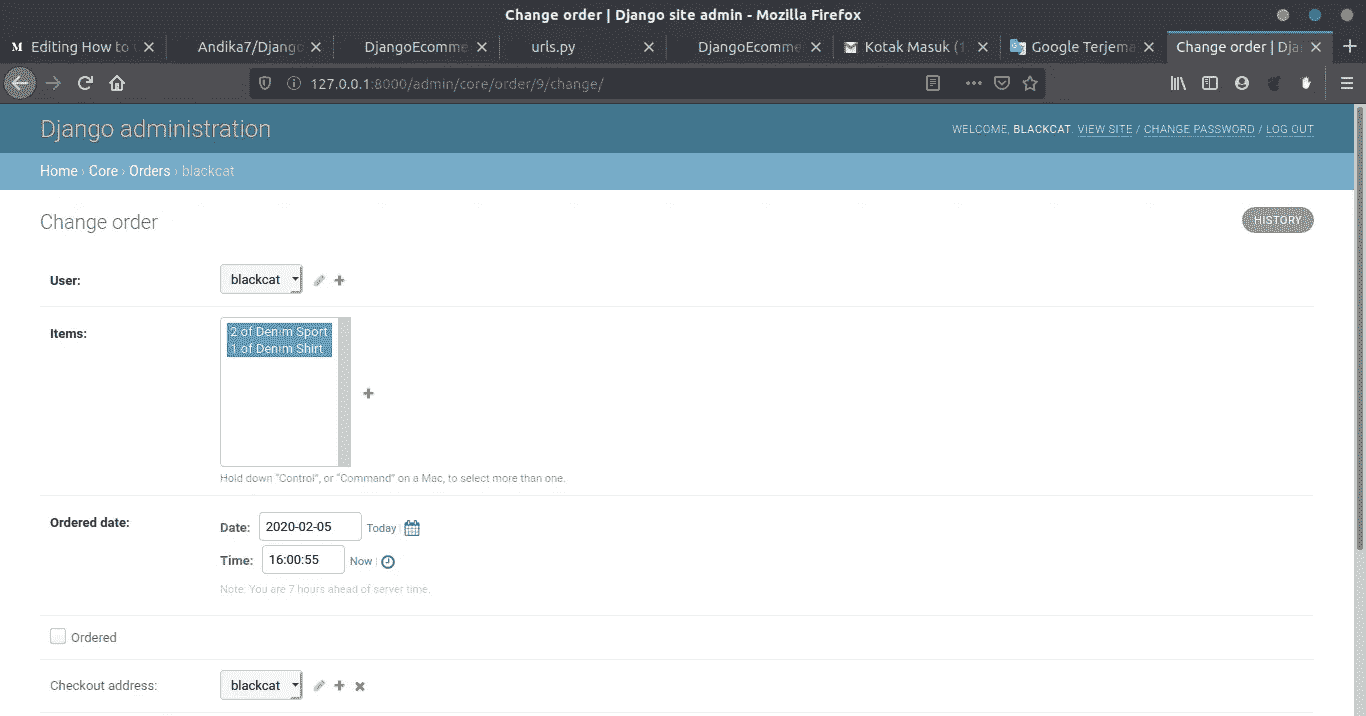 Change order | Django site admin - Mozilla Firefox
M Editing How to
Andika7/Django
DjangoEcomme
urls.py
DjangoEcomme
Kotak Masuk (1
Google Terjema
Change order | Dja
127.0.0.1:8000/admin/core/order/9/change/
Django administration
WELCOME, BLACKCAT. VIEW SITE / CHANGE PASSWORD / LOG OUT
Home › Core › Orders › blackcat
Change order
HISTORY
User:
blackcat
Items:
2 of Denim Sport
1 of Denim Shirt
Hold down “Control”, or “Command” on a Mac, to select more than one.
Ordered date:
Date: 2020-02-05 Today |
Time: 16:00:55 Now |
Note: You are 7 hours ahead of server time.
Ordered
Checkout address:
blackcat